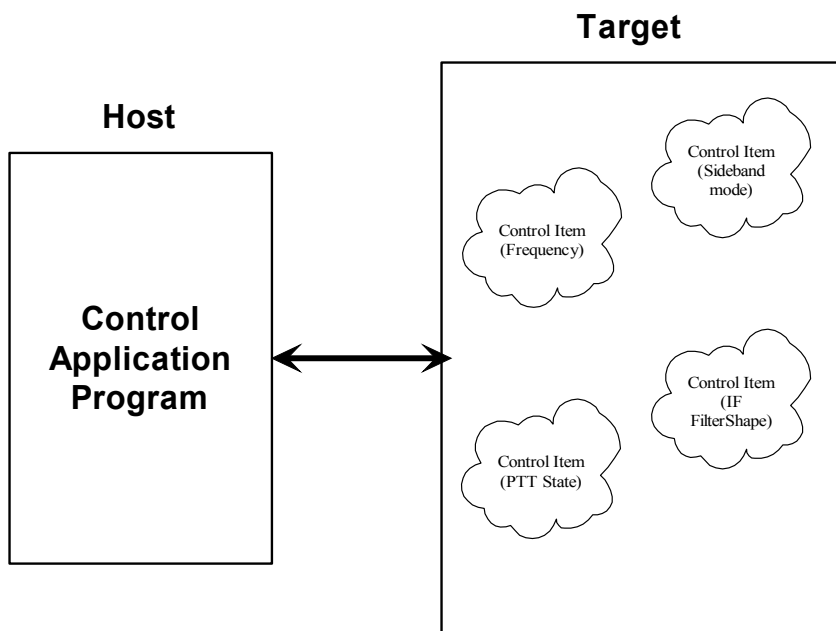 Target
Host
Control Item
(Sideband
mode)
Control Item
(Frequency)
Control
Application
Program
Control Item
(IF
FilterShape)
Control Item
(PTT State)